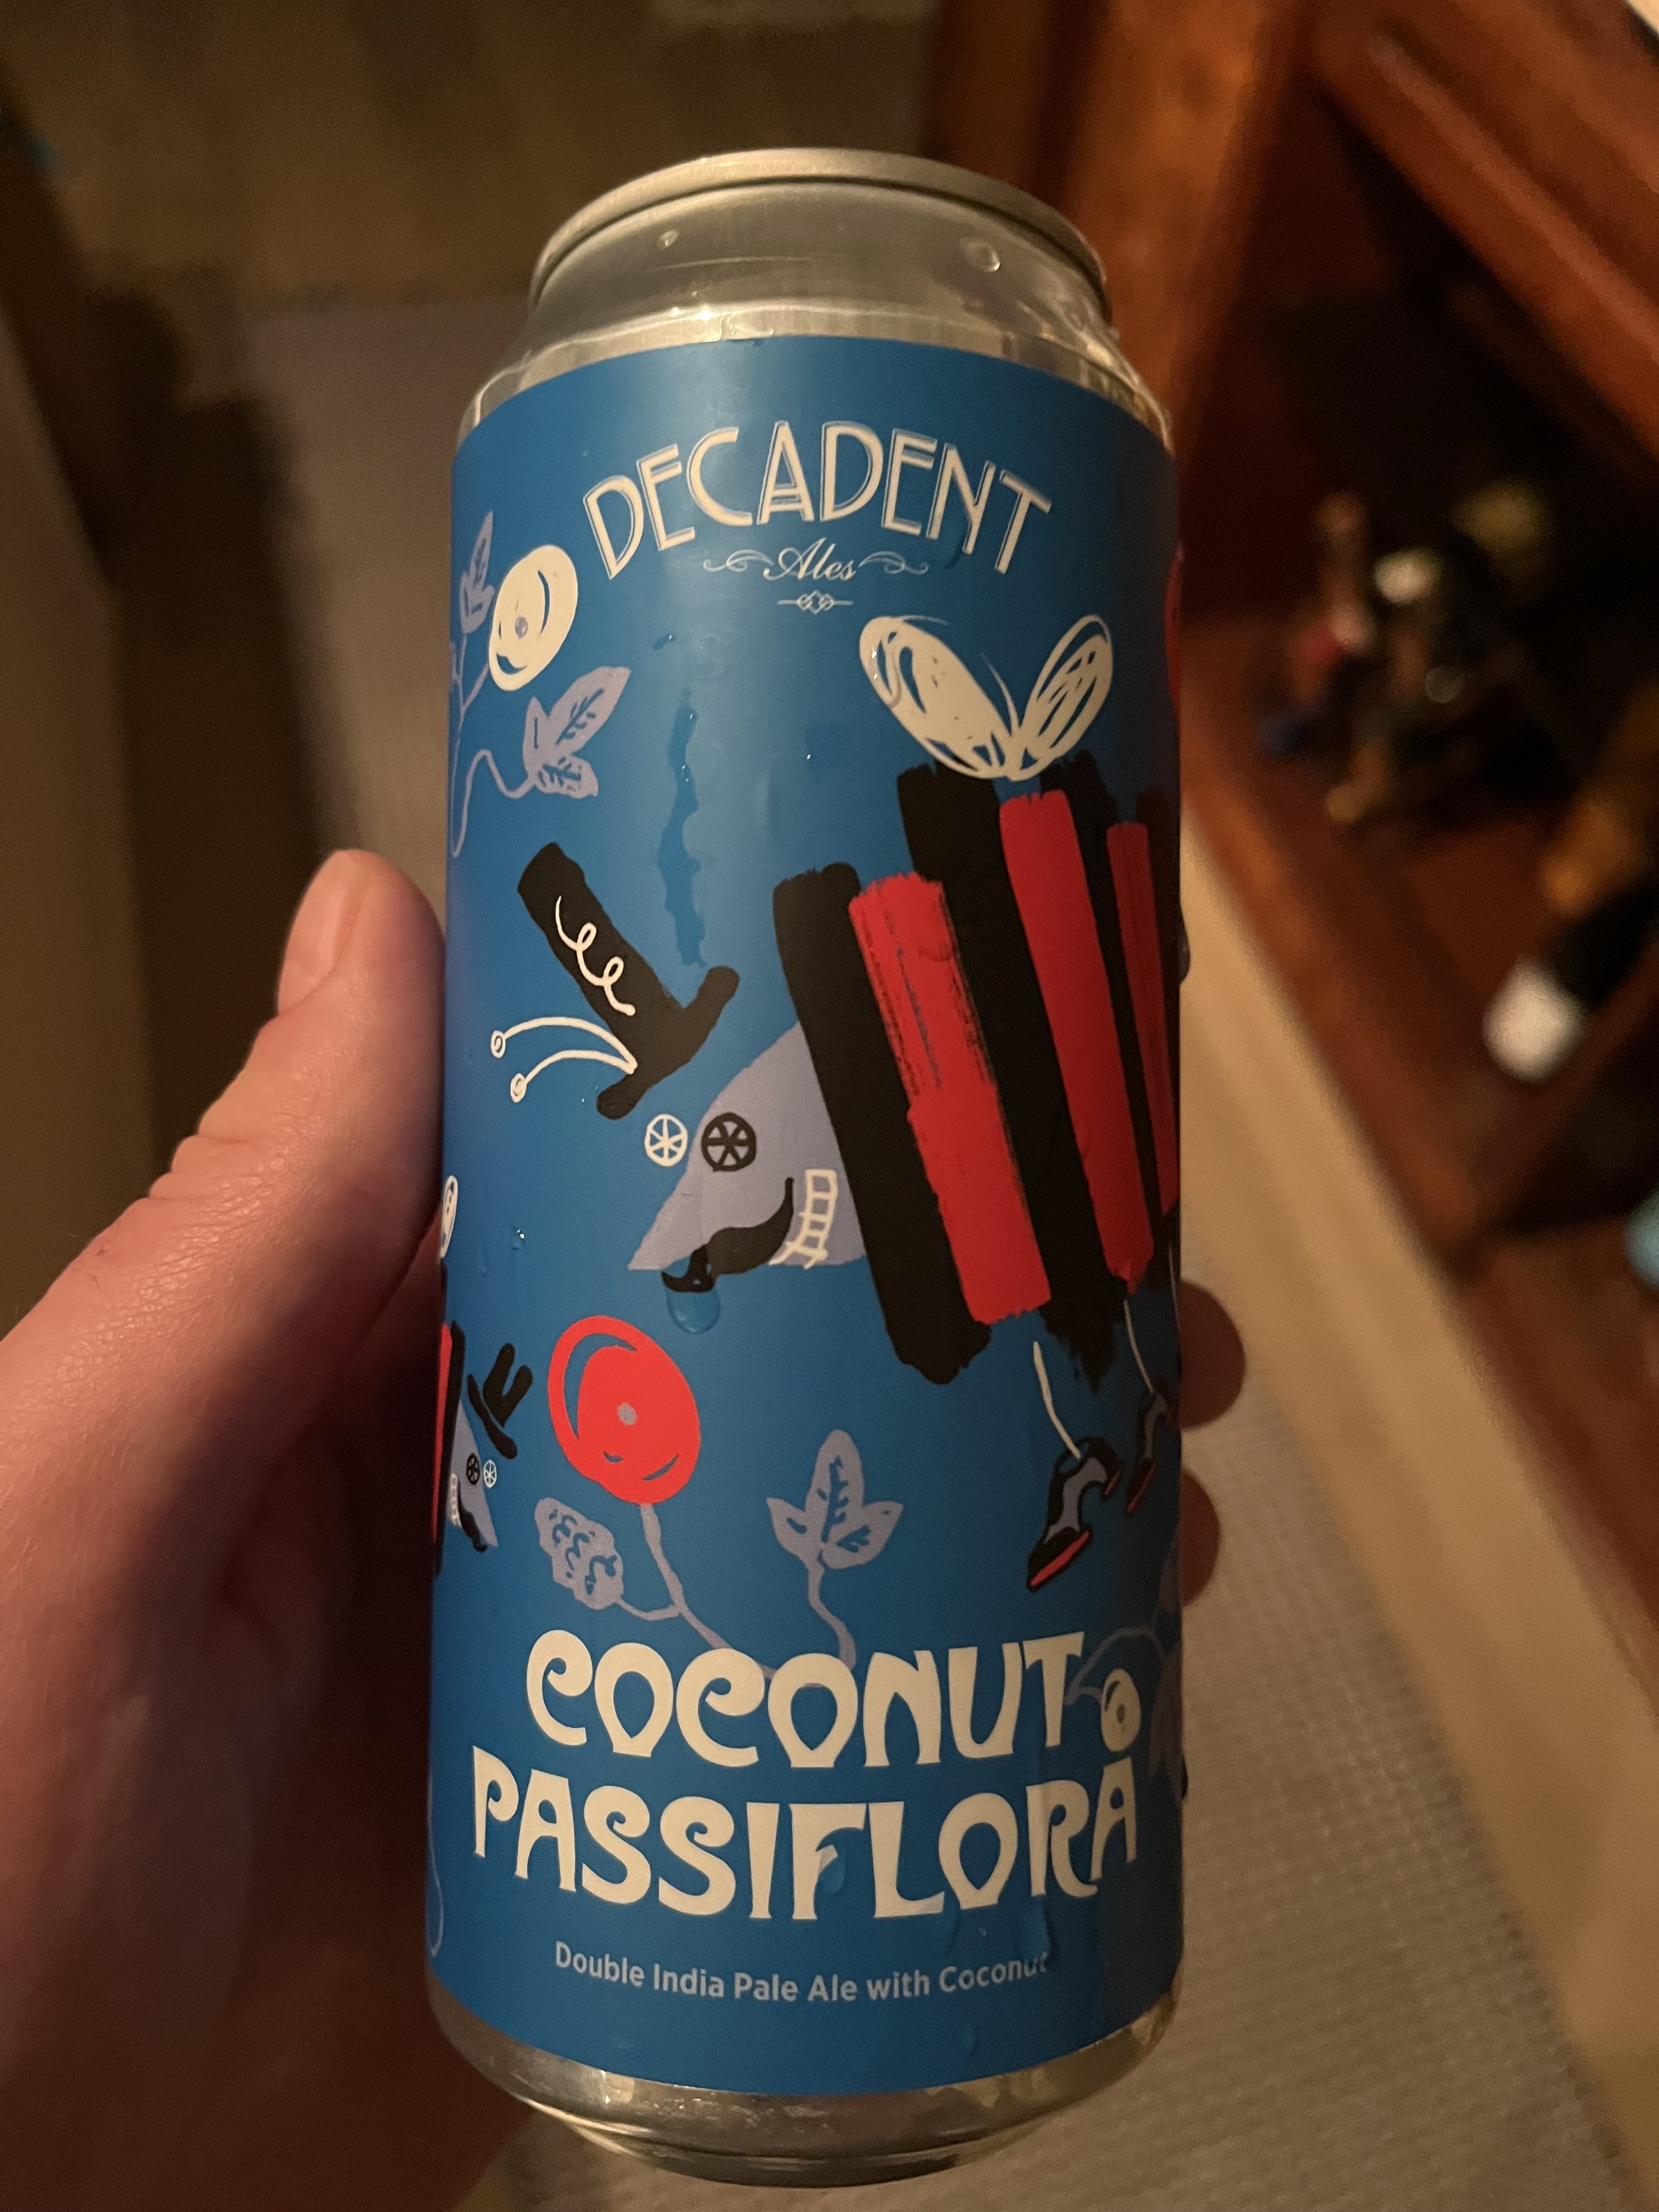 DECADENT
Ales
COCONUT
PASSIFLORA
Double India Pale Ale with Coconut